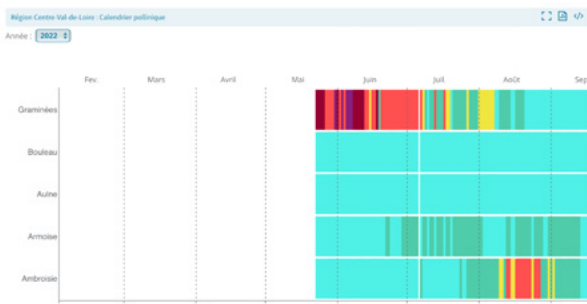 Région Centre-Val-de-Loire : Calendrier pollinique
Année : 2022
Fev. Mars Avril Mai Juin Juil. Août Sep
Graminées
Bouleau
Aulne
Armoise
Ambroisie